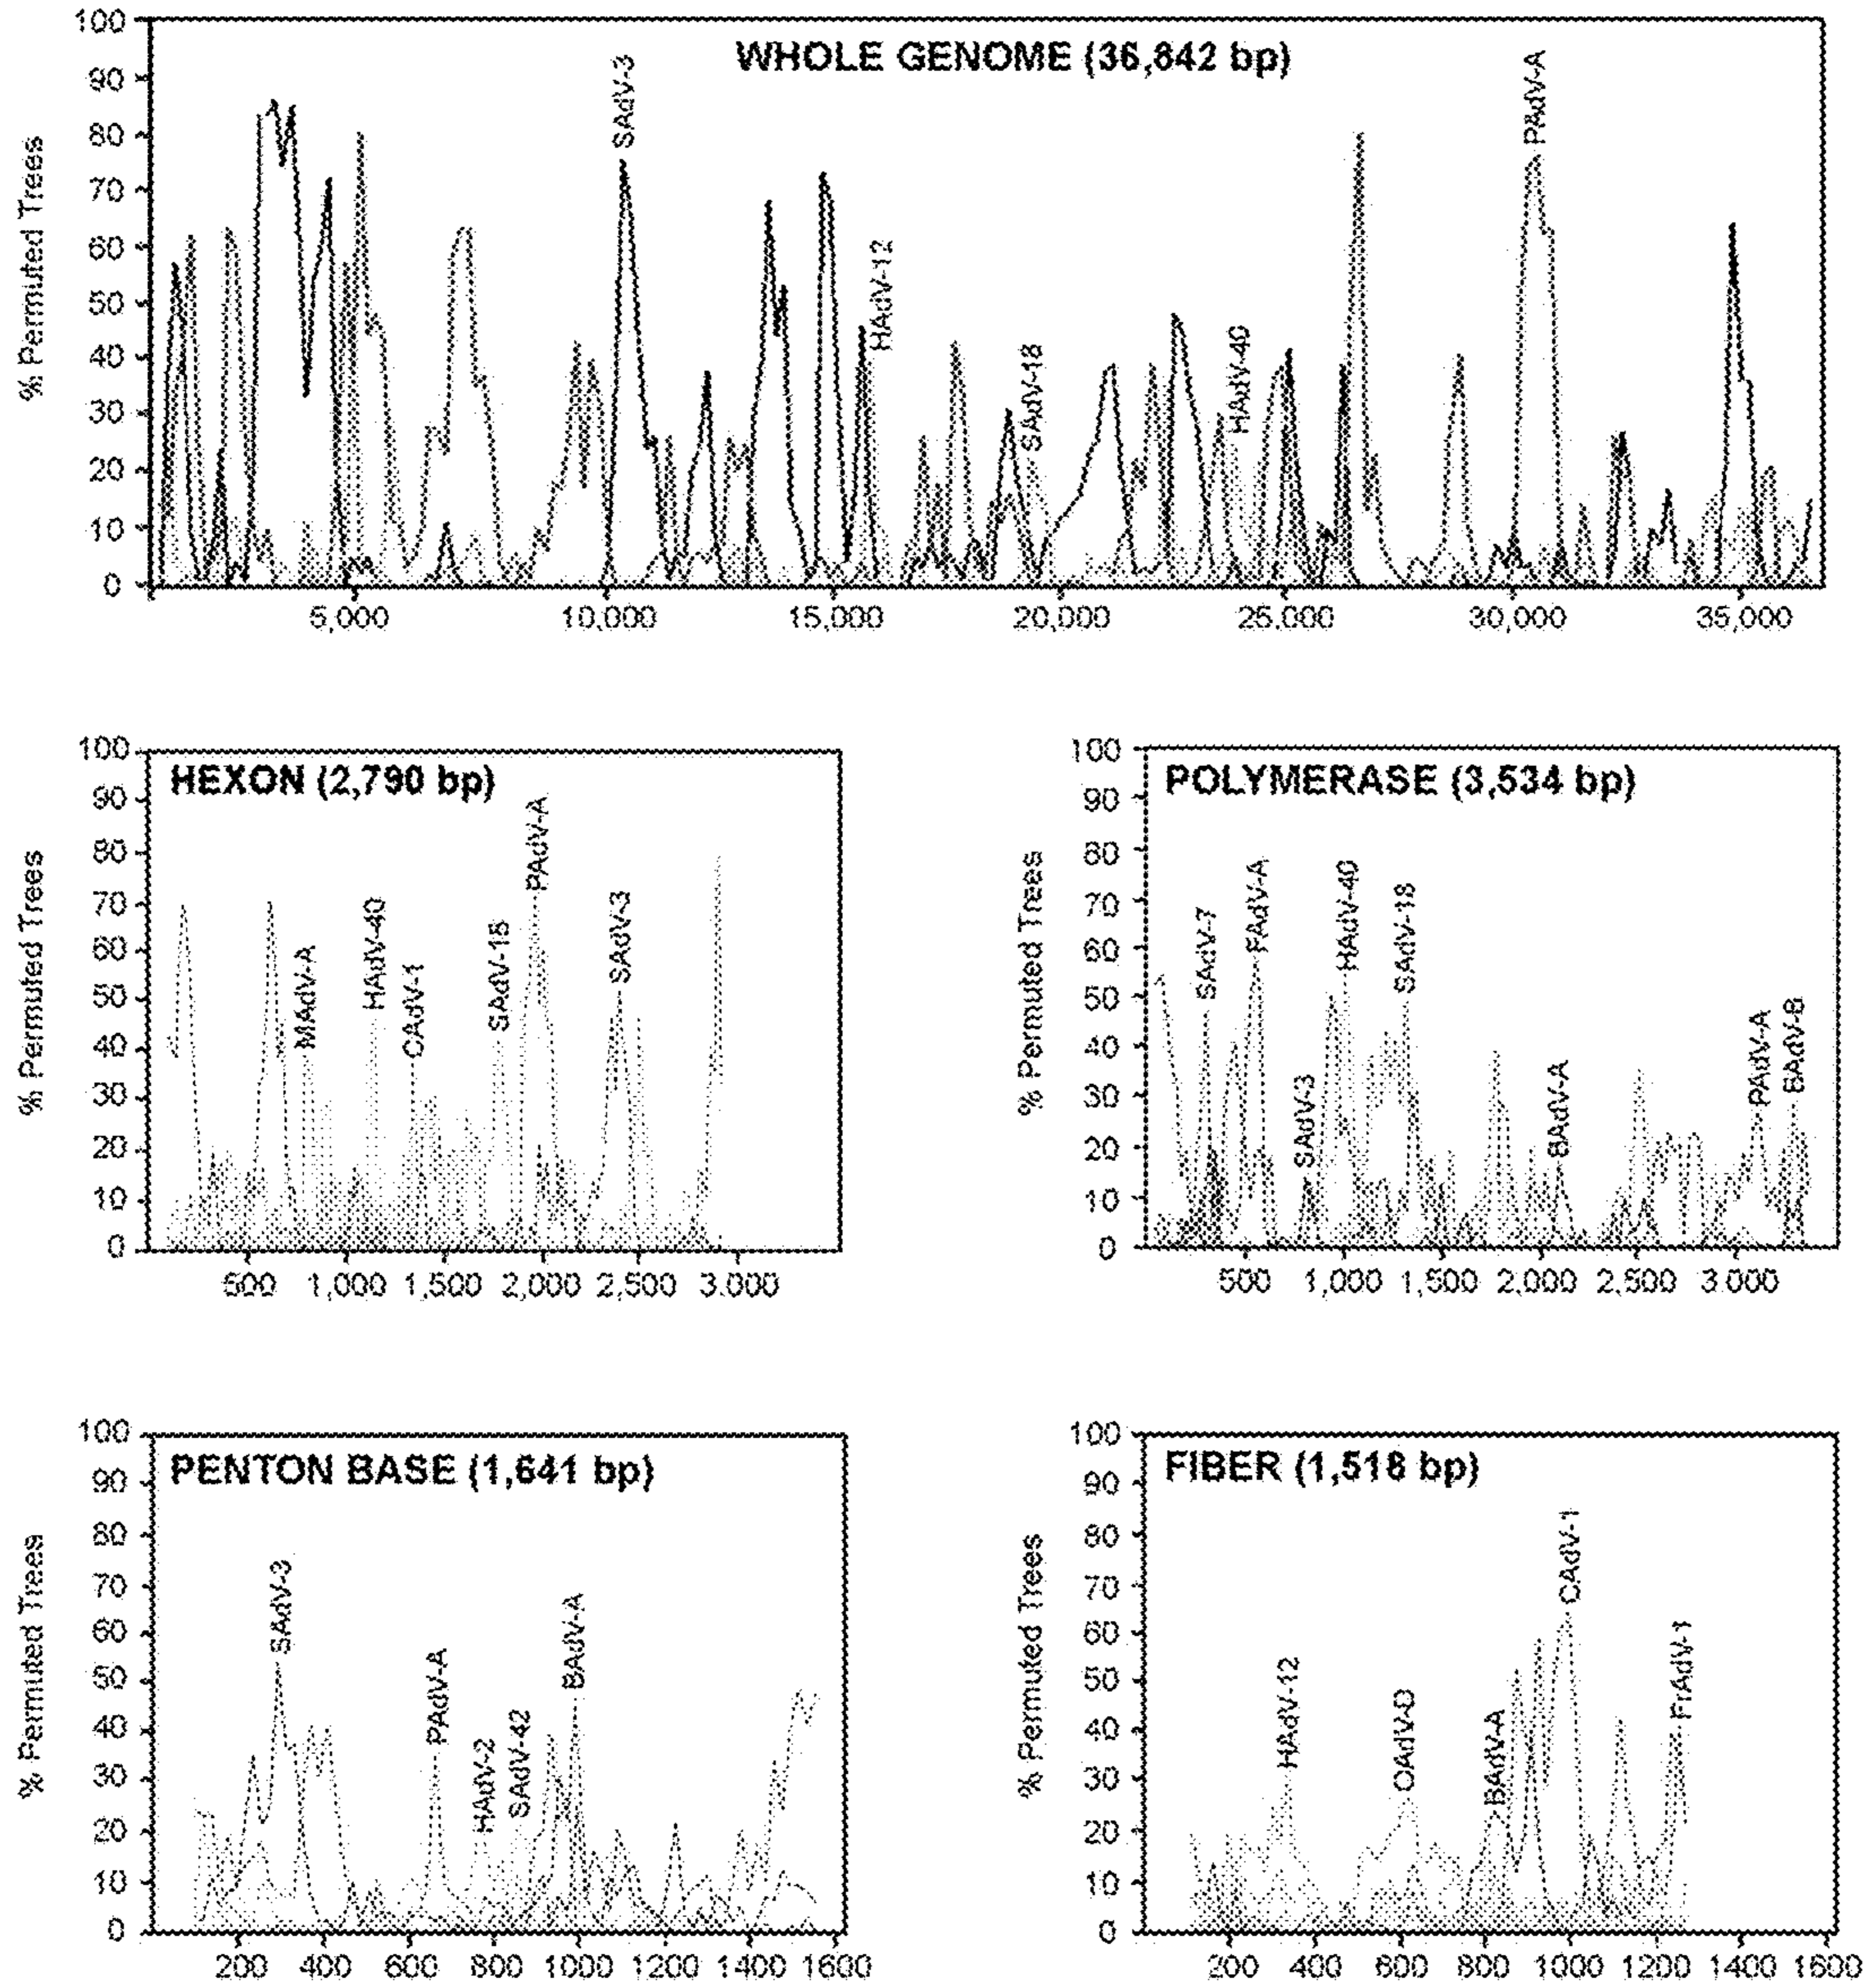 WHOLE GENOME (36,842 bp)
% Permuted Trees
100
90
80
70
60
50
40
30
20
10
0
SAdV-3
HAdV-12
SAdV-18
HAdV-40
PAdV-A
5,000 10,000 15,000 20,000 25,000 30,000 35,000
HEXON (2,790 bp)
% Permuted Trees
100
90
80
70
60
50
40
30
20
10
0
MAdV-A
HAdV-40
CAdV-1
SAdV-18
PAdV-A
SAdV-3
500 1,000 1,500 2,000 2,500 3,000
POLYMERASE (3,534 bp)
% Permuted Trees
100
90
80
70
60
50
40
30
20
10
0
SAdV-7
FAdV-A
SAdV-3
HAdV-40
SAdV-18
BAdV-A
PAdV-A
BAdV-B
500 1,000 1,500 2,000 2,500 3,000
PENTON BASE (1,641 bp)
% Permuted Trees
100
90
80
70
60
50
40
30
20
10
0
SAdV-3
PAdV-A
HAdV-2
SAdV-42
BAdV-A
200 400 600 800 1000 1200 1400 1600
FIBER (1,518 bp)
% Permuted Trees
100
90
80
70
60
50
40
30
20
10
0
HAdV-12
OAdV-D
BAdV-A
CAdV-1
FrAdV-1
200 400 600 800 1000 1200 1400 1600